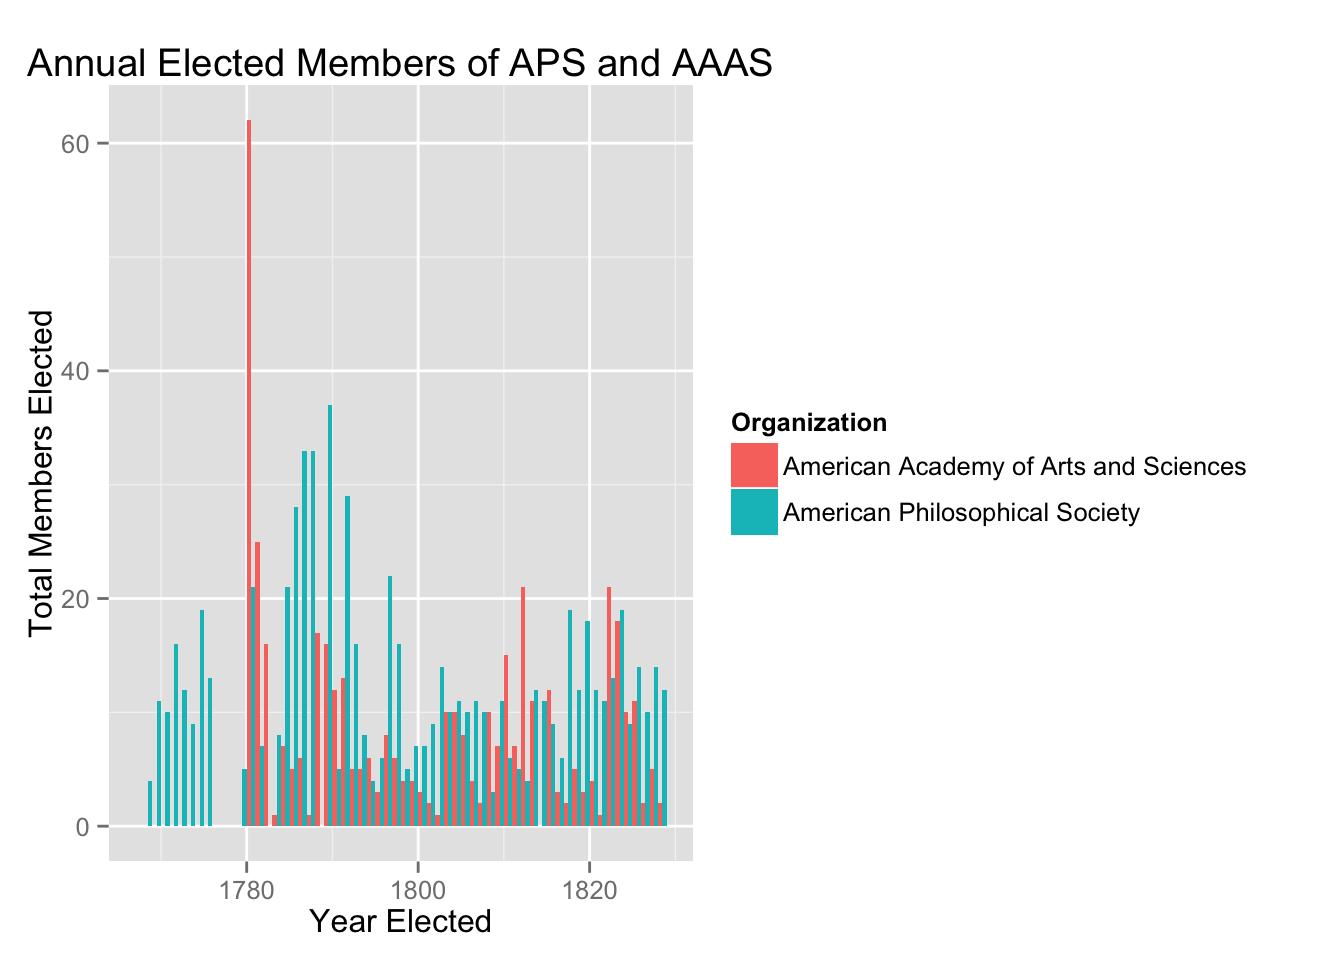 Annual Elected Members of APS and AAAS
60
40
20
0
Total Members Elected
1780
1800
1820
Year Elected
Organization
American Academy of Arts and Sciences
American Philosophical Society